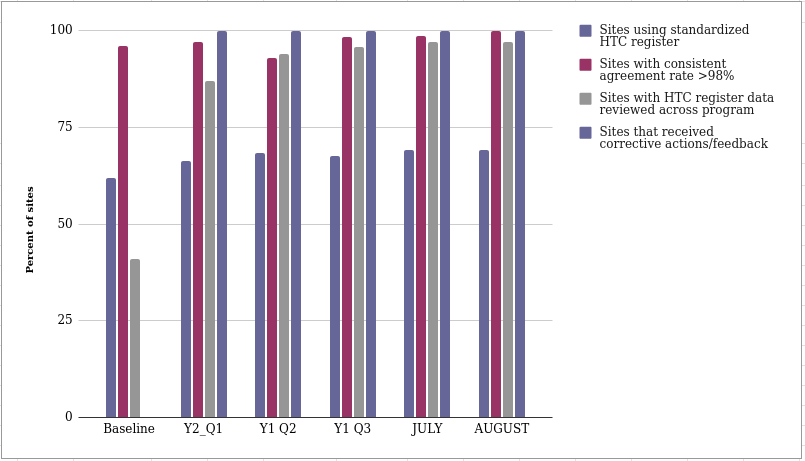 100
75
50
25
0
Percent of sites
Baseline
Y2_Q1
Y1 Q2
Y1 Q3
JULY
AUGUST
Sites using standardized
HTC register
Sites with consistent
agreement rate >98%
Sites with HTC register data
reviewed across program
Sites that received
corrective actions/feedback